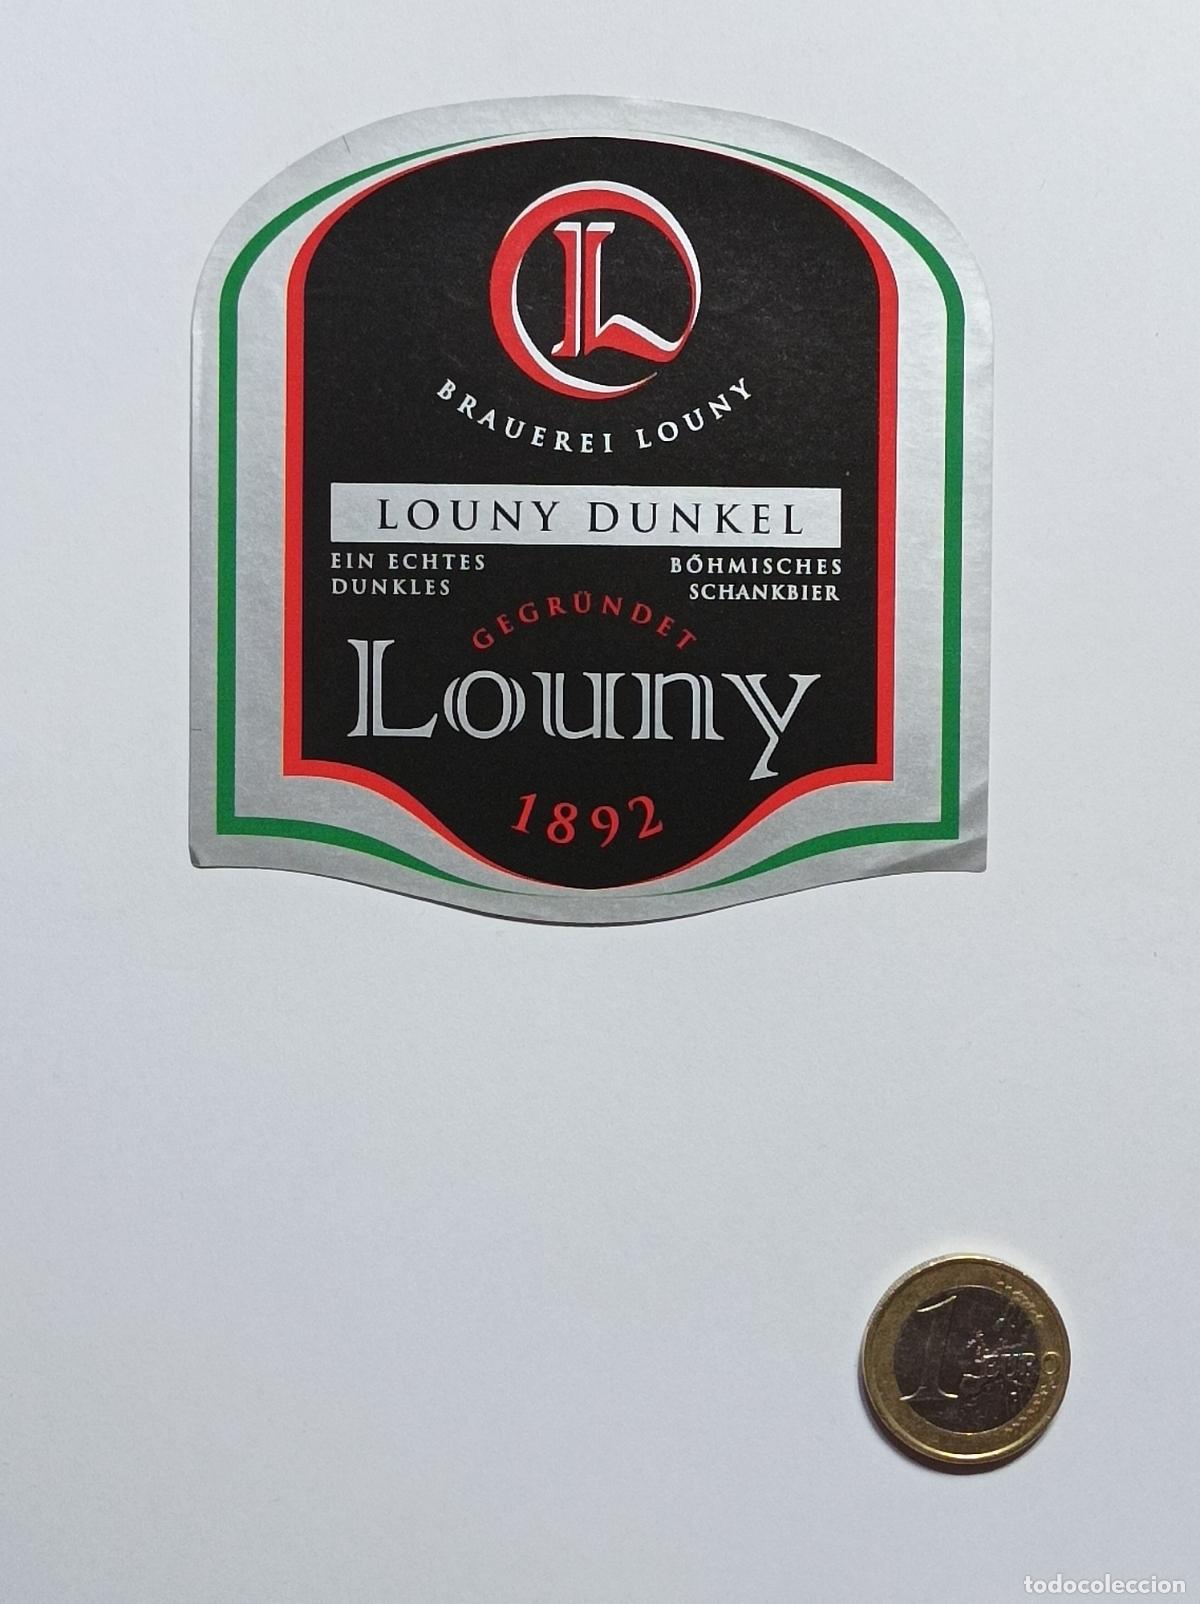 L
BRAUEREI LOUNY
LOUNY DUNKEL
EIN ECHTES
DUNKLES
BÖHMISCHES
SCHANKBIER
GEGRÜNDET
Louny
1892
1 EURO
todocoleccion